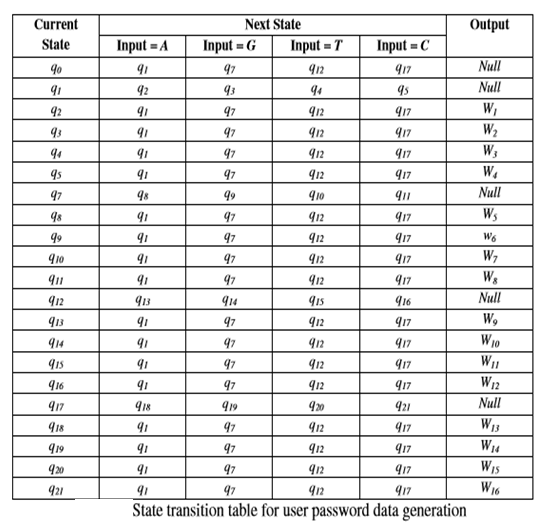 Current State Next State Output
Input = A Input = G Input = T Input = C
q0 q1 q7 q12 q17 Null
q1 q2 q3 q4 q5 Null
q2 q1 q7 q12 q17 W1
q3 q1 q7 q12 q17 W2
q4 q1 q7 q12 q17 W3
q5 q1 q7 q12 q17 W4
q7 q8 q9 q10 q11 Null
q8 q1 q7 q12 q17 W5
q9 q1 q7 q12 q17 w6
q10 q1 q7 q12 q17 W7
q11 q1 q7 q12 q17 W8
q12 q13 q14 q15 q16 Null
q13 q1 q7 q12 q17 W9
q14 q1 q7 q12 q17 W10
q15 q1 q7 q12 q17 W11
q16 q1 q7 q12 q17 W12
q17 q18 q19 q20 q21 Null
q18 q1 q7 q12 q17 W13
q19 q1 q7 q12 q17 W14
q20 q1 q7 q12 q17 W15
q21 q1 q7 q12 q17 W16
State transition table for user password data generation